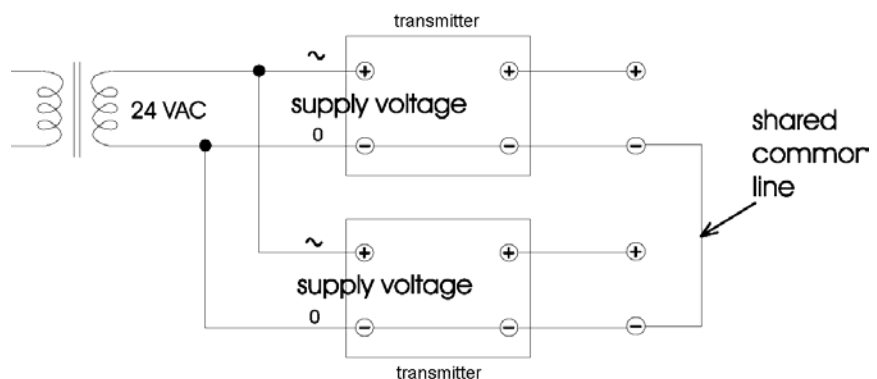 transmitter
~
+ + +
24 VAC
supply voltage
0
− − −
shared
common
line
~
+ + +
supply voltage
0
− − −
transmitter